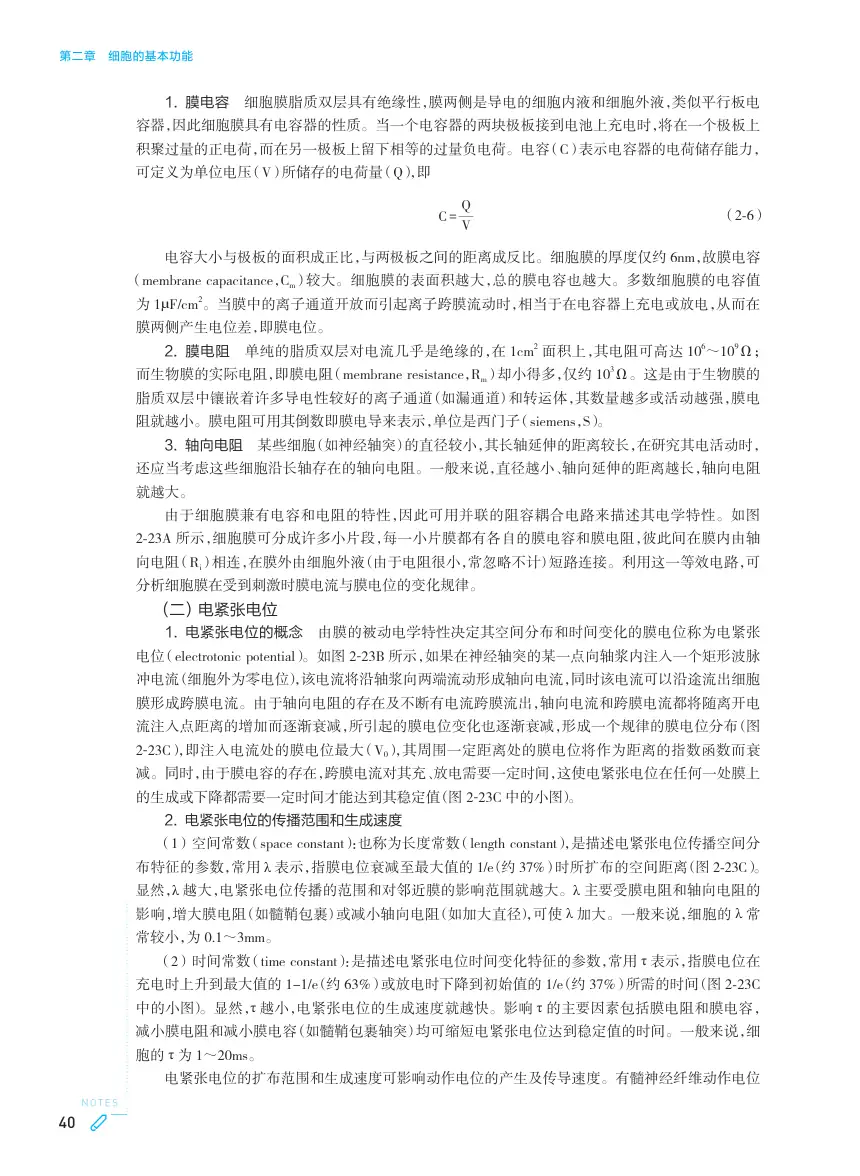 第二章　细胞的基本功能
1. 膜电容　细胞膜脂质双层具有绝缘性，膜两侧是导电的细胞内液和细胞外液，类似平行板电
容器，因此细胞膜具有电容器的性质。当一个电容器的两块极板接到电池上充电时，将在一个极板上
积聚过量的正电荷，而在另一极板上留下相等的过量负电荷。电容（C）表示电容器的电荷储存能力，
可定义为单位电压（V）所储存的电荷量（Q），即
C=Q/V （2-6）
电容大小与极板的面积成正比，与两极板之间的距离成反比。细胞膜的厚度仅约 6nm，故膜电容
（membrane capacitance，Cm）较大。细胞膜的表面积越大，总的膜电容也越大。多数细胞膜的电容值
为 1μF/cm²。当膜中的离子通道开放而引起离子跨膜流动时，相当于在电容器上充电或放电，从而在
膜两侧产生电位差，即膜电位。
2. 膜电阻　单纯的脂质双层对电流几乎是绝缘的，在 1cm² 面积上，其电阻可高达 10⁶～10⁹Ω；
而生物膜的实际电阻，即膜电阻（membrane resistance，Rm）却小得多，仅约 10³Ω。这是由于生物膜的
脂质双层中镶嵌着许多导电性较好的离子通道（如漏通道）和转运体，其数量越多或活动越强，膜电
阻就越小。膜电阻可用其倒数即膜电导来表示，单位是西门子（siemens，S）。
3. 轴向电阻　某些细胞（如神经轴突）的直径较小，其长轴延伸的距离较长，在研究其电活动时，
还应当考虑这些细胞沿长轴存在的轴向电阻。一般来说，直径越小、轴向延伸的距离越长，轴向电阻
就越大。
由于细胞膜兼有电容和电阻的特性，因此可用并联的阻容耦合电路来描述其电学特性。如图
2-23A 所示，细胞膜可分成许多小片段，每一小片膜都有各自的膜电容和膜电阻，彼此间在膜内由轴
向电阻（Ri）相连，在膜外由细胞外液（由于电阻很小，常忽略不计）短路连接。利用这一等效电路，可
分析细胞膜在受到刺激时膜电流与膜电位的变化规律。
（二）电紧张电位
1. 电紧张电位的概念　由膜的被动电学特性决定其空间分布和时间变化的膜电位称为电紧张
电位（electrotonic potential）。如图 2-23B 所示，如果在神经轴突的某一点向轴浆内注入一个矩形波脉
冲电流（细胞外为零电位），该电流将沿轴浆向两端流动形成轴向电流，同时该电流可以沿途流出细胞
膜形成跨膜电流。由于轴向电阻的存在及不断有电流跨膜流出，轴向电流和跨膜电流都将随离开电
流注入点距离的增加而逐渐衰减，所引起的膜电位变化也逐渐衰减，形成一个规律的膜电位分布（图
2-23C），即注入电流处的膜电位最大（V₀），其周围一定距离处的膜电位将作为距离的指数函数而衰
减。同时，由于膜电容的存在，跨膜电流对其充、放电需要一定时间，这使电紧张电位在任何一处膜上
的生成或下降都需要一定时间才能达到其稳定值（图 2-23C 中的小图）。
2. 电紧张电位的传播范围和生成速度
（1）空间常数（space constant）：也称为长度常数（length constant），是描述电紧张电位传播空间分
布特征的参数，常用 λ 表示，指膜电位衰减至最大值的 1/e（约 37%）时所扩布的空间距离（图 2-23C）。
显然，λ 越大，电紧张电位传播的范围和对邻近膜的影响范围就越大。λ 主要受膜电阻和轴向电阻的
影响，增大膜电阻（如髓鞘包裹）或减小轴向电阻（如加大直径），可使 λ 加大。一般来说，细胞的 λ 常
常较小，为 0.1～3mm。
（2）时间常数（time constant）：是描述电紧张电位时间变化特征的参数，常用 τ 表示，指膜电位在
充电时上升到最大值的 1–1/e（约 63%）或放电时下降到初始值的 1/e（约 37%）所需的时间（图 2-23C
中的小图）。显然，τ 越小，电紧张电位的生成速度就越快。影响 τ 的主要因素包括膜电阻和膜电容，
减小膜电阻和减小膜电容（如髓鞘包裹轴突）均可缩短电紧张电位达到稳定值的时间。一般来说，细
胞的 τ 为 1～20ms。
电紧张电位的扩布范围和生成速度可影响动作电位的产生及传导速度。有髓神经纤维动作电位
NOTES
40